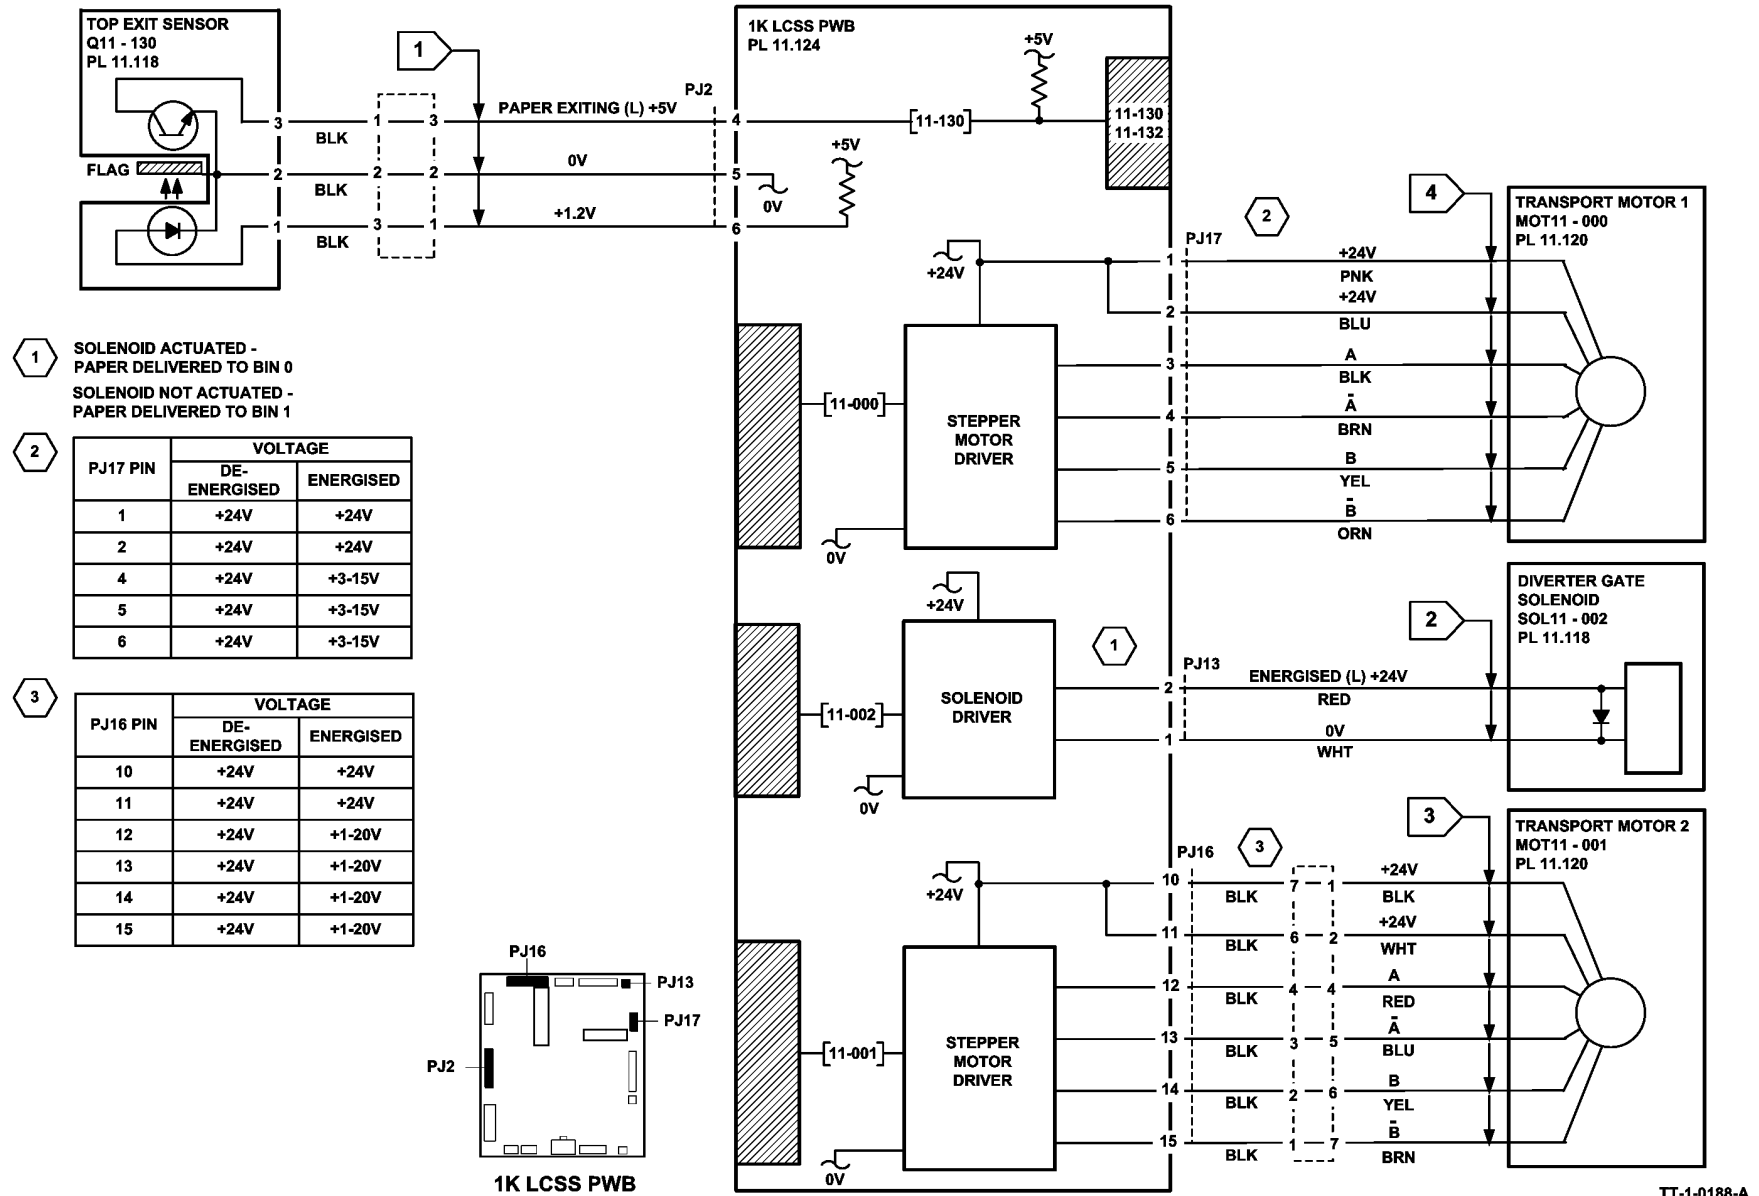 TOP EXIT SENSOR
Q11 - 130
PL 11.118
FLAG
3
2
1
BLK
BLK
BLK
1 3
2 2
3 1
1
PAPER EXITING (L) +5V
0V
+1.2V
PJ2
4
5
6
1K LCSS PWB
PL 11.124
+5V
[11-130]
11-130
11-132
+5V
0V
1
SOLENOID ACTUATED -
PAPER DELIVERED TO BIN 0
SOLENOID NOT ACTUATED -
PAPER DELIVERED TO BIN 1
2
PJ17 PIN VOLTAGE
DE-
ENERGISED ENERGISED
1 +24V +24V
2 +24V +24V
4 +24V +3-15V
5 +24V +3-15V
6 +24V +3-15V
3
PJ16 PIN VOLTAGE
DE-
ENERGISED ENERGISED
10 +24V +24V
11 +24V +24V
12 +24V +1-20V
13 +24V +1-20V
14 +24V +1-20V
15 +24V +1-20V
PJ16
PJ13
PJ17
PJ2
1K LCSS PWB
+24V
[11-000]
STEPPER
MOTOR
DRIVER
0V
PJ17
2
4
1
2
3
4
5
6
+24V
PNK
+24V
BLU
A
BLK
A̅
BRN
B
YEL
B̅
ORN
TRANSPORT MOTOR 1
MOT11 - 000
PL 11.120
+24V
[11-002]
SOLENOID
DRIVER
0V
1
PJ13
2
1
2
ENERGISED (L) +24V
RED
0V
WHT
DIVERTER GATE
SOLENOID
SOL11 - 002
PL 11.118
+24V
[11-001]
STEPPER
MOTOR
DRIVER
0V
PJ16
3
3
10 BLK 7 1 +24V
BLK
11 BLK 6 2 +24V
WHT
12 BLK 4 4 A
RED
13 BLK 3 5 A̅
BLU
14 BLK 2 6 B
YEL
15 BLK 1 7 B̅
BRN
TRANSPORT MOTOR 2
MOT11 - 001
PL 11.120
TT-1-0188-A